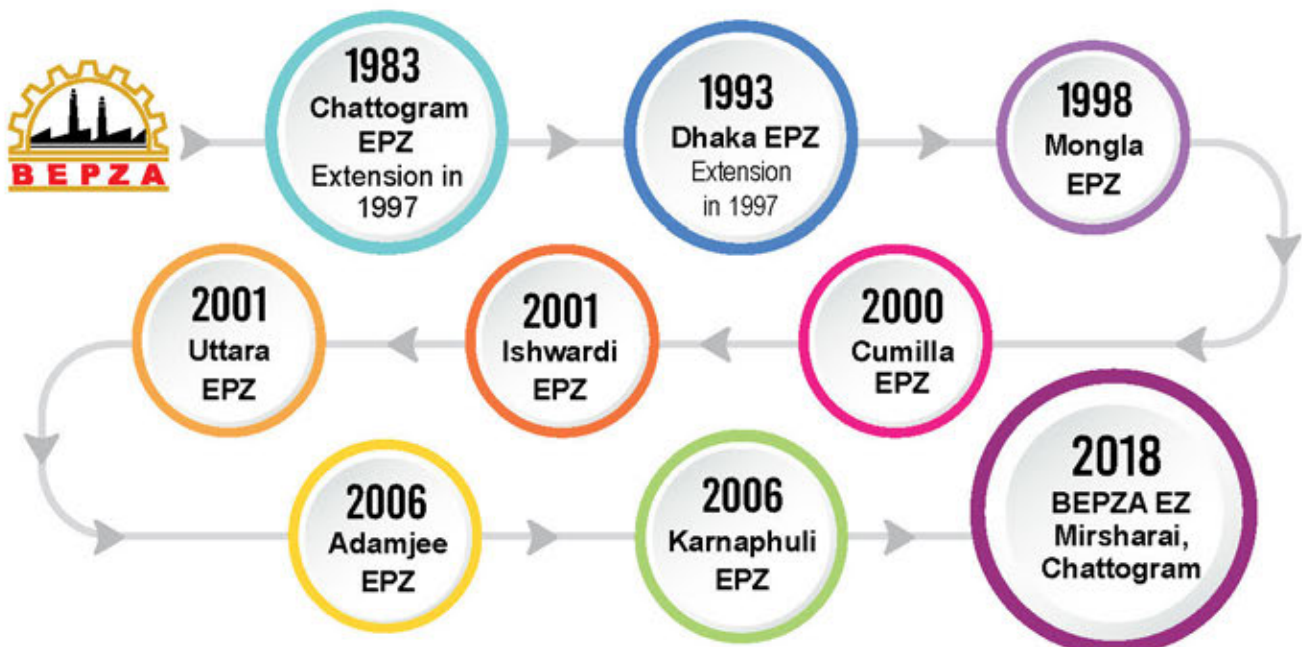 BEPZA
1983
Chattogram
EPZ
Extension in
1997
1993
Dhaka EPZ
Extension
in 1997
1998
Mongla
EPZ
2000
Cumilla
EPZ
2001
Ishwardi
EPZ
2001
Uttara
EPZ
2006
Adamjee
EPZ
2006
Karnaphuli
EPZ
2018
BEPZA EZ
Mirsharai,
Chattogram